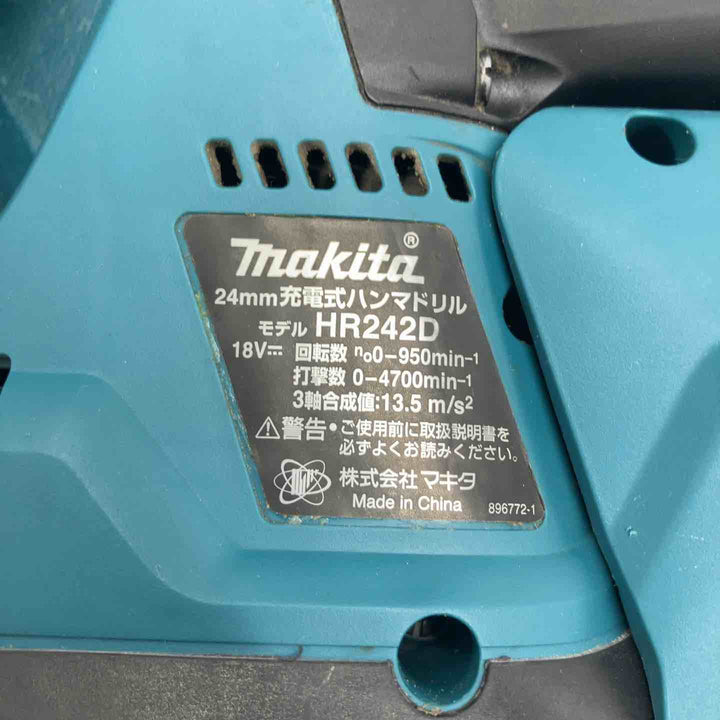 makita®
24mm充電式ハンマドリル
モデル HR242D
18V⎓ 回転数 n₀0-950min⁻¹
打撃数 0-4700min⁻¹
3軸合成値:13.5 m/s²
⚠警告•ご使用前に取扱説明書を
必ずよくお読みください。
株式会社 マキタ
Made in China 896772-1